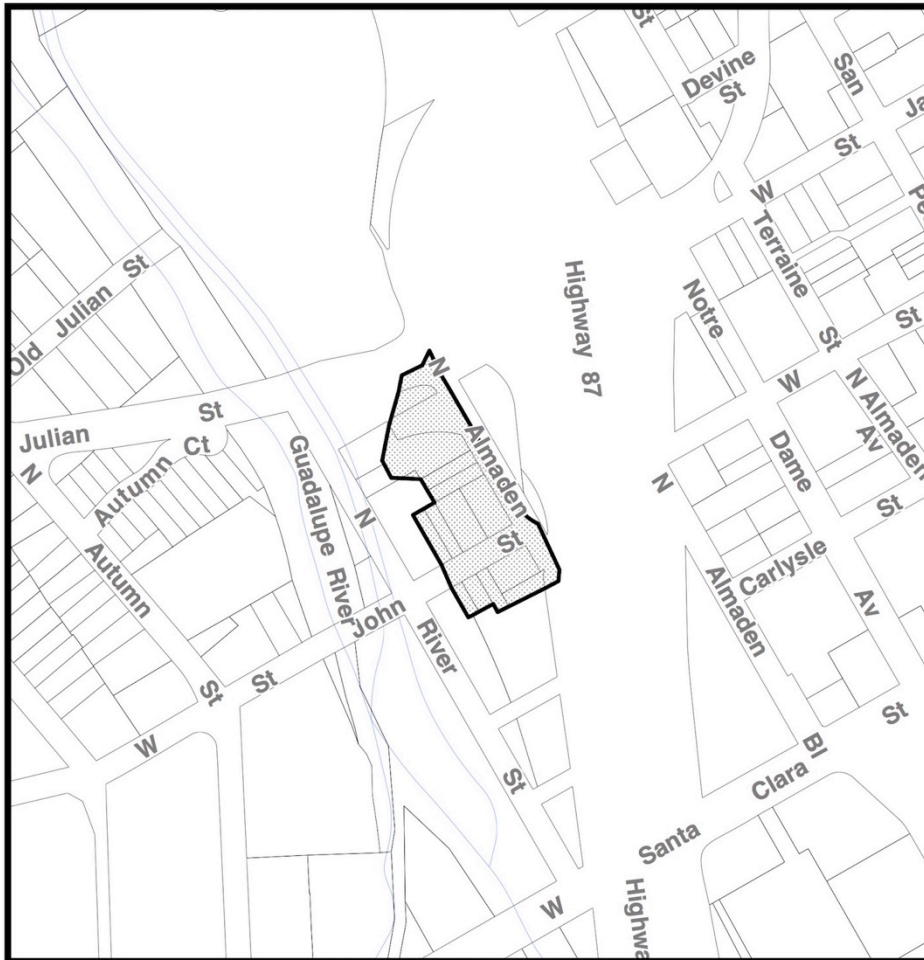 St
Devine
St
San
Ja
St
W
Terraine
Pe
Old Julian St
Highway 87
Notre
St
St
W
N Almaden
Av
N
Almaden
Julian
St
N
Autumn
Ct
Guadalupe River
N
Dame
N
St
St
Autumn
Carlysle
Almaden
Av
John
River
St
St
W
St
St
Bl
Clara
Santa
W
Highwa